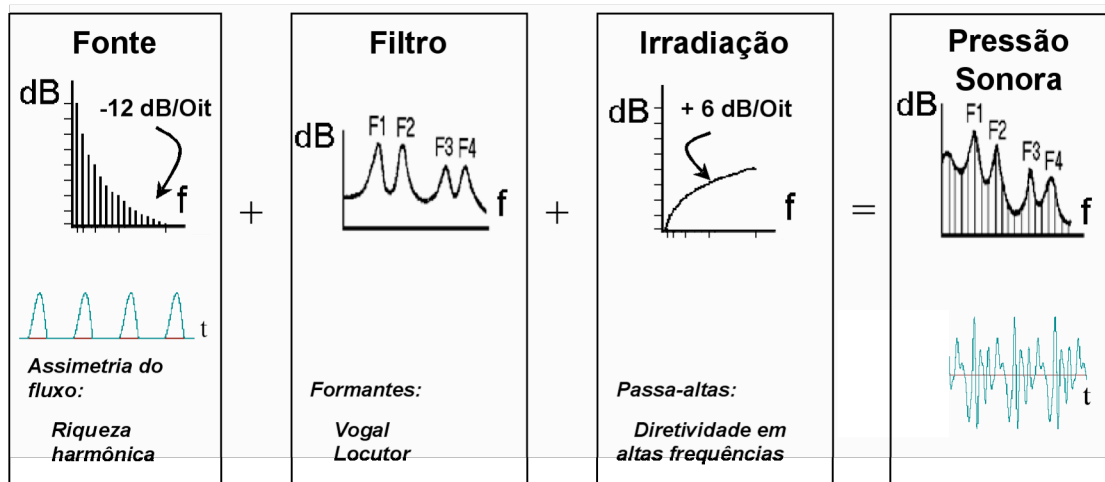 Fonte
dB
-12 dB/Oit
f
t
Assimetria do
fluxo:
Riqueza
harmônica
+
Filtro
dB
F1 F2
F3 F4
f
Formantes:
Vogal
Locutor
+
Irradiação
dB
+ 6 dB/Oit
f
Passa-altas:
Diretividade em
altas frequências
=
Pressão
Sonora
dB
F1
F2
F3
F4
f
t